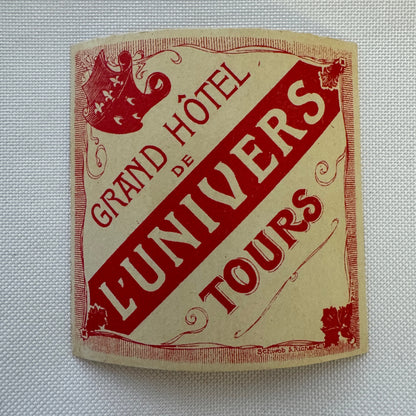 GRAND HÔTEL
DE
L'UNIVERS
TOURS